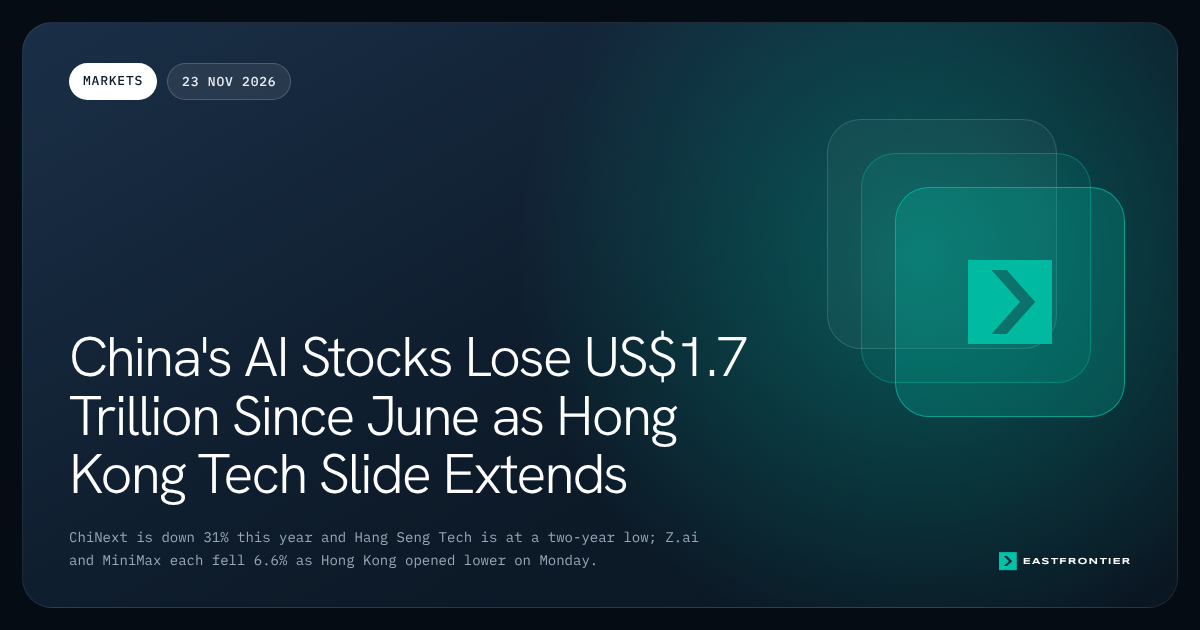 MARKETS
23 NOV 2026
China's AI Stocks Lose US$1.7
Trillion Since June as Hong
Kong Tech Slide Extends
ChiNext is down 31% this year and Hang Seng Tech is at a two-year low; Z.ai
and MiniMax each fell 6.6% as Hong Kong opened lower on Monday.
EASTFRONTIER